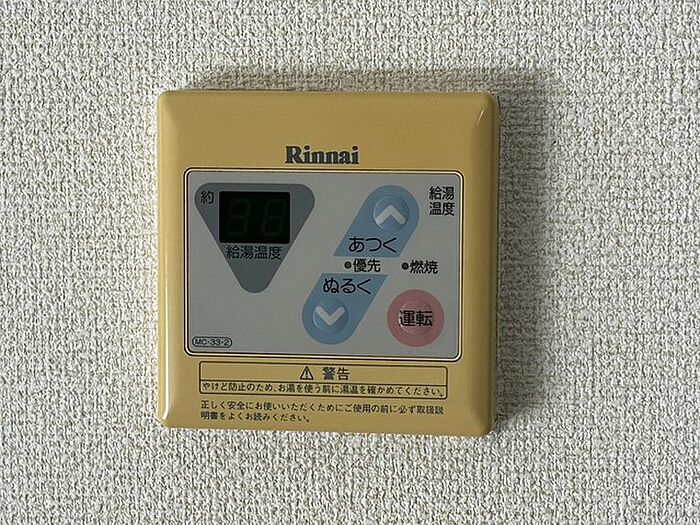 Rinnai
約
給湯温度
給湯
温度
あつく
優先
燃焼
ぬるく
運転
MC-33-2
⚠ 警告
やけど防止のため、お湯を使う前に湯温を確かめてください。
正しく安全にお使いいただくためにご使用の前に必ず取扱説
明書をよくお読みください。